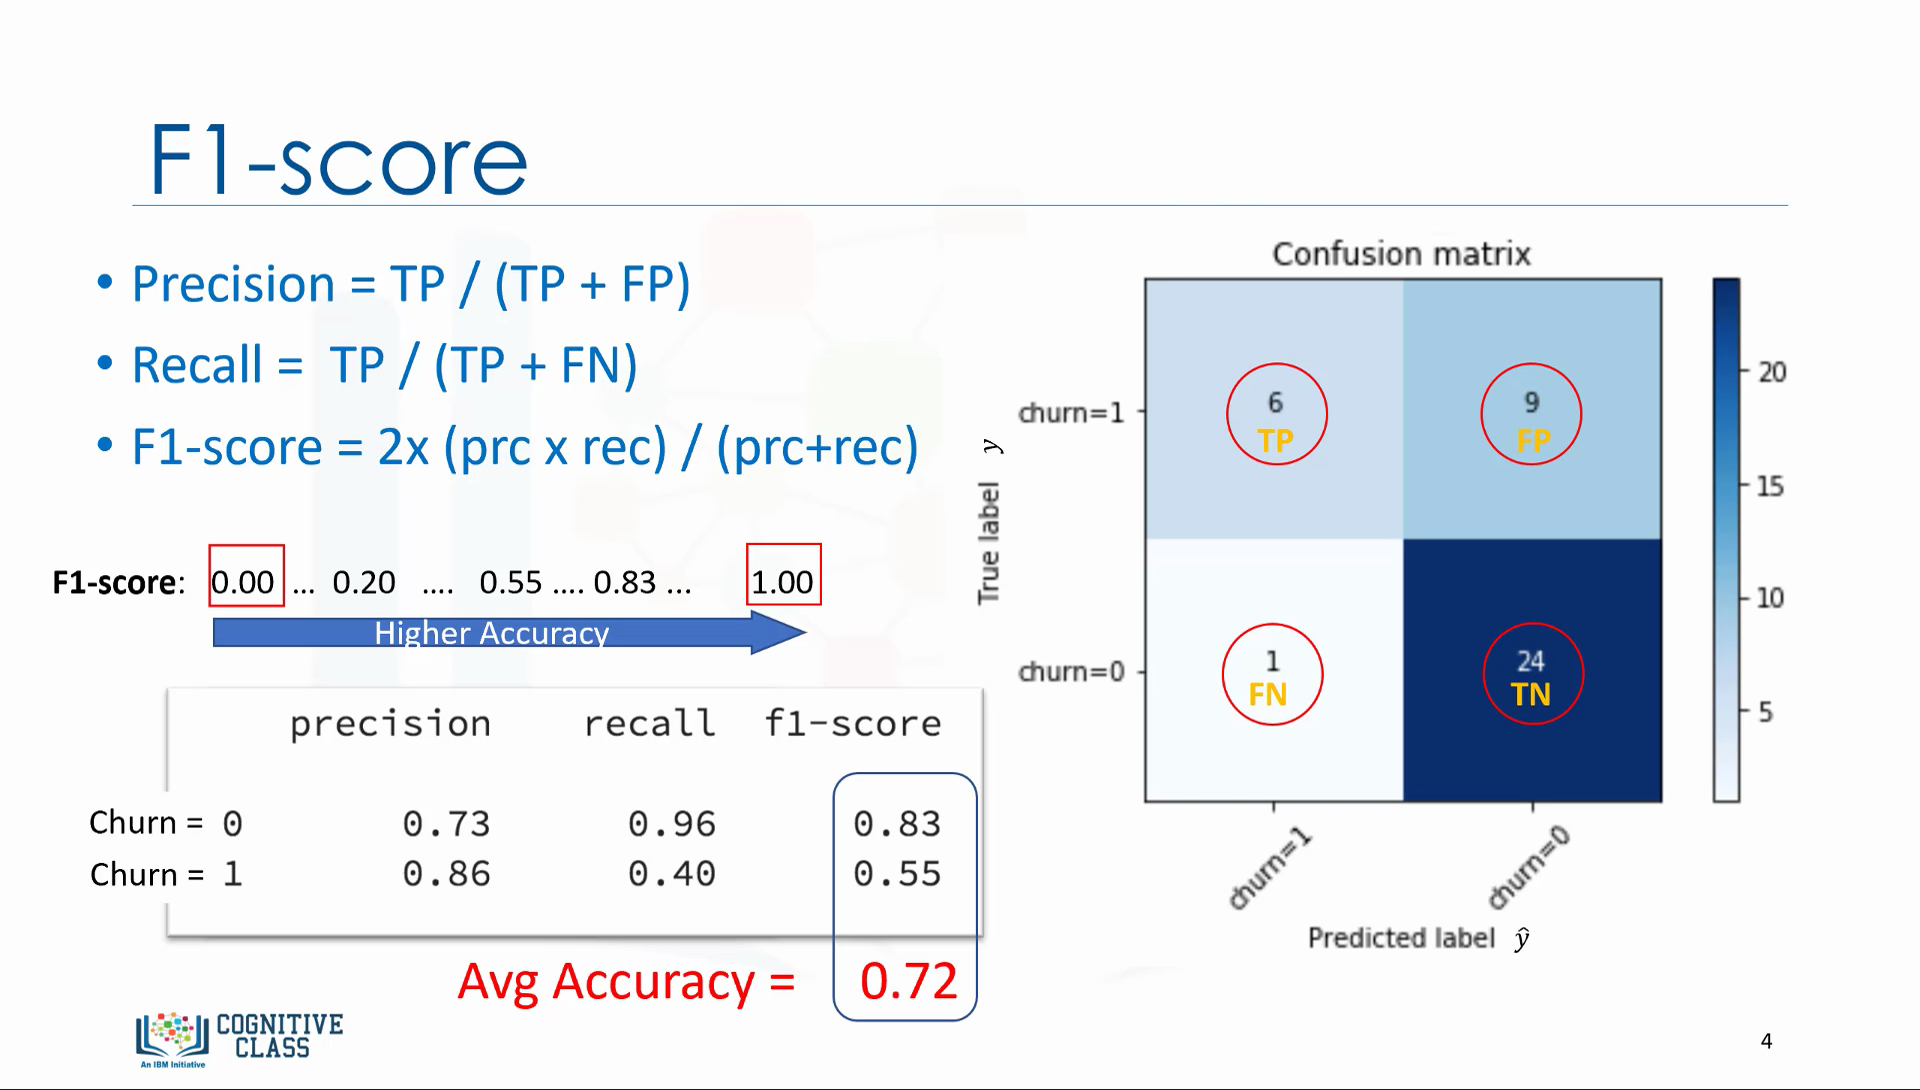 F1-score
• Precision = TP / (TP + FP)
• Recall = TP / (TP + FN)
• F1-score = 2x (prc x rec) / (prc+rec)
F1-score: 0.00 ... 0.20 .... 0.55 .... 0.83 ... 1.00
Higher Accuracy
precision recall f1-score
Churn = 0 0.73 0.96 0.83
Churn = 1 0.86 0.40 0.55
Avg Accuracy = 0.72
Confusion matrix
True label y
churn=1
churn=0
6
TP
9
FP
1
FN
24
TN
20
15
10
5
churn=1
churn=0
Predicted label ŷ
COGNITIVE
CLASS
An IBM Initiative
4